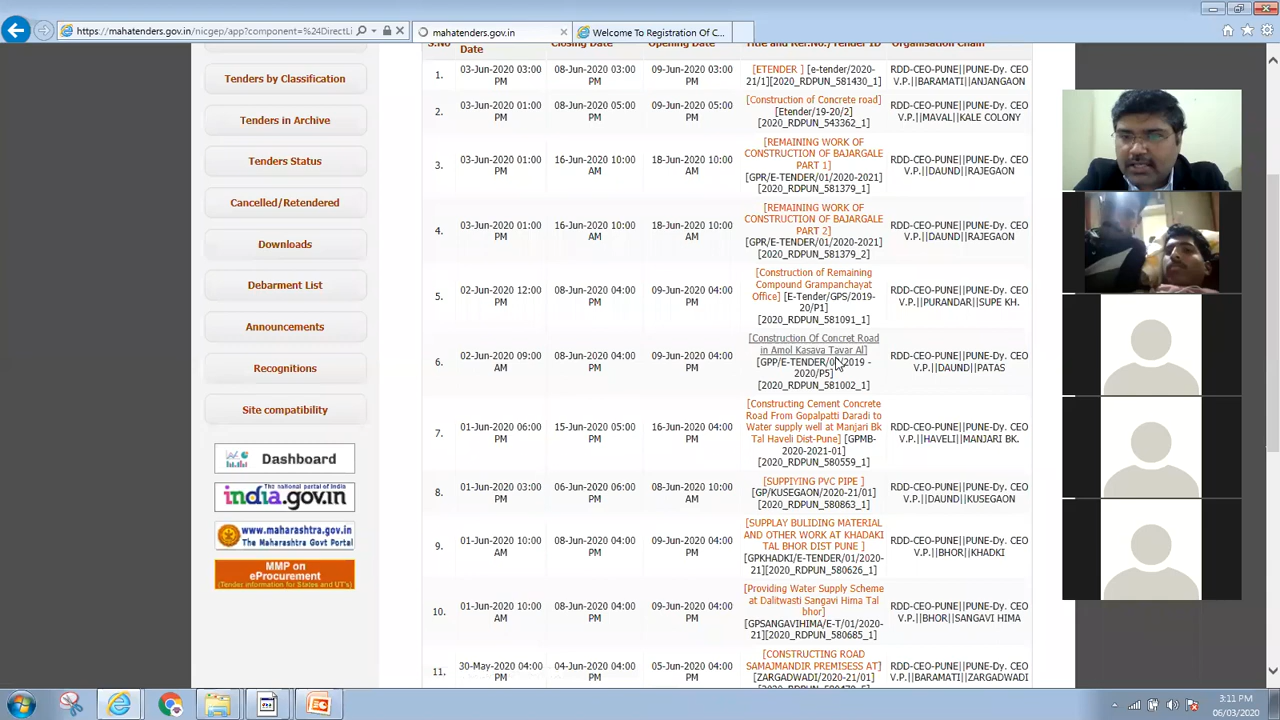 https://mahatenders.gov.in/nicgep/app?component=%24DirectLi
mahatenders.gov.in
Welcome To Registration Of C...
S.No
Date
Closing Date
Opening Date
Title and Ref.No./Tender ID
Organisation Chain
Tenders by Classification
Tenders in Archive
Tenders Status
Cancelled/Retendered
Downloads
Debarment List
Announcements
Recognitions
Site compatibility
Dashboard
The national portal of India
india.gov.in
www.maharashtra.gov.in
The Maharashtra Govt Portal
MMP on
eProcurement
(Tender information for States and UT's)
1.
03-Jun-2020 03:00
PM
08-Jun-2020 03:00
PM
09-Jun-2020 03:00
PM
[ETENDER ] [e-tender/2020-
21/1][2020_RDPUN_581430_1]
RDD-CEO-PUNE||PUNE-Dy. CEO
V.P.||BARAMATI||ANJANGAON
2.
03-Jun-2020 01:00
PM
08-Jun-2020 05:00
PM
09-Jun-2020 05:00
PM
[Construction of Concrete road]
[Etender/19-20/2]
[2020_RDPUN_543362_1]
RDD-CEO-PUNE||PUNE-Dy. CEO
V.P.||MAVAL||KALE COLONY
3.
03-Jun-2020 01:00
PM
16-Jun-2020 10:00
AM
18-Jun-2020 10:00
AM
[REMAINING WORK OF
CONSTRUCTION OF BAJARGALE
PART 1]
[GPR/E-TENDER/01/2020-2021]
[2020_RDPUN_581379_1]
RDD-CEO-PUNE||PUNE-Dy. CEO
V.P.||DAUND||RAJEGAON
4.
03-Jun-2020 01:00
PM
16-Jun-2020 10:00
AM
18-Jun-2020 10:00
AM
[REMAINING WORK OF
CONSTRUCTION OF BAJARGALE
PART 2]
[GPR/E-TENDER/01/2020-2021]
[2020_RDPUN_581379_2]
RDD-CEO-PUNE||PUNE-Dy. CEO
V.P.||DAUND||RAJEGAON
5.
02-Jun-2020 12:00
PM
08-Jun-2020 04:00
PM
09-Jun-2020 04:00
PM
[Construction of Remaining
Compound Grampanchayat
Office] [E-Tender/GPS/2019-
20/P1]
[2020_RDPUN_581091_1]
RDD-CEO-PUNE||PUNE-Dy. CEO
V.P.||PURANDAR||SUPE KH.
6.
02-Jun-2020 09:00
AM
08-Jun-2020 04:00
PM
09-Jun-2020 04:00
PM
[Construction Of Concret Road
in Amol Kasava Tavar Al]
[GPP/E-TENDER/0 /2019 -
2020/P5]
[2020_RDPUN_581002_1]
RDD-CEO-PUNE||PUNE-Dy. CEO
V.P.||DAUND||PATAS
7.
01-Jun-2020 06:00
PM
15-Jun-2020 05:00
PM
16-Jun-2020 04:00
PM
[Constructing Cement Concrete
Road From Gopalpatti Daradi to
Water supply well at Manjari Bk
Tal Haveli Dist-Pune] [GPMB-
2020-2021-01]
[2020_RDPUN_580559_1]
RDD-CEO-PUNE||PUNE-Dy. CEO
V.P.||HAVELI||MANJARI BK.
8.
01-Jun-2020 03:00
PM
06-Jun-2020 06:00
PM
08-Jun-2020 10:00
AM
[SUPPIYING PVC PIPE ]
[GP/KUSEGAON/2020-21/01]
[2020_RDPUN_580863_1]
RDD-CEO-PUNE||PUNE-Dy. CEO
V.P.||DAUND||KUSEGAON
9.
01-Jun-2020 10:00
AM
08-Jun-2020 04:00
PM
09-Jun-2020 04:00
PM
[SUPPLAY BULIDING MATERIAL
AND OTHER WORK AT KHADAKI
TAL BHOR DIST PUNE ]
[GPKHADKI/E-TENDER/01/2020-
21][2020_RDPUN_580626_1]
RDD-CEO-PUNE||PUNE-Dy. CEO
V.P.||BHOR||KHADKI
10.
01-Jun-2020 10:00
AM
08-Jun-2020 04:00
PM
09-Jun-2020 04:00
PM
[Providing Water Supply Scheme
at Dalitwasti Sangavi Hima Tal
bhor]
[GPSANGAVIHIMA/E-T/01/2020-
21][2020_RDPUN_580685_1]
RDD-CEO-PUNE||PUNE-Dy. CEO
V.P.||BHOR||SANGAVI HIMA
11.
30-May-2020 04:00
PM
04-Jun-2020 04:00
PM
05-Jun-2020 04:00
PM
[CONSTRUCTING ROAD
SAMAJMANDIR PREMISESS AT]
[ZARGADWADI/2020-21/01]
RDD-CEO-PUNE||PUNE-Dy. CEO
V.P.||BARAMATI||ZARGADWADI
3:11 PM
06/03/2020